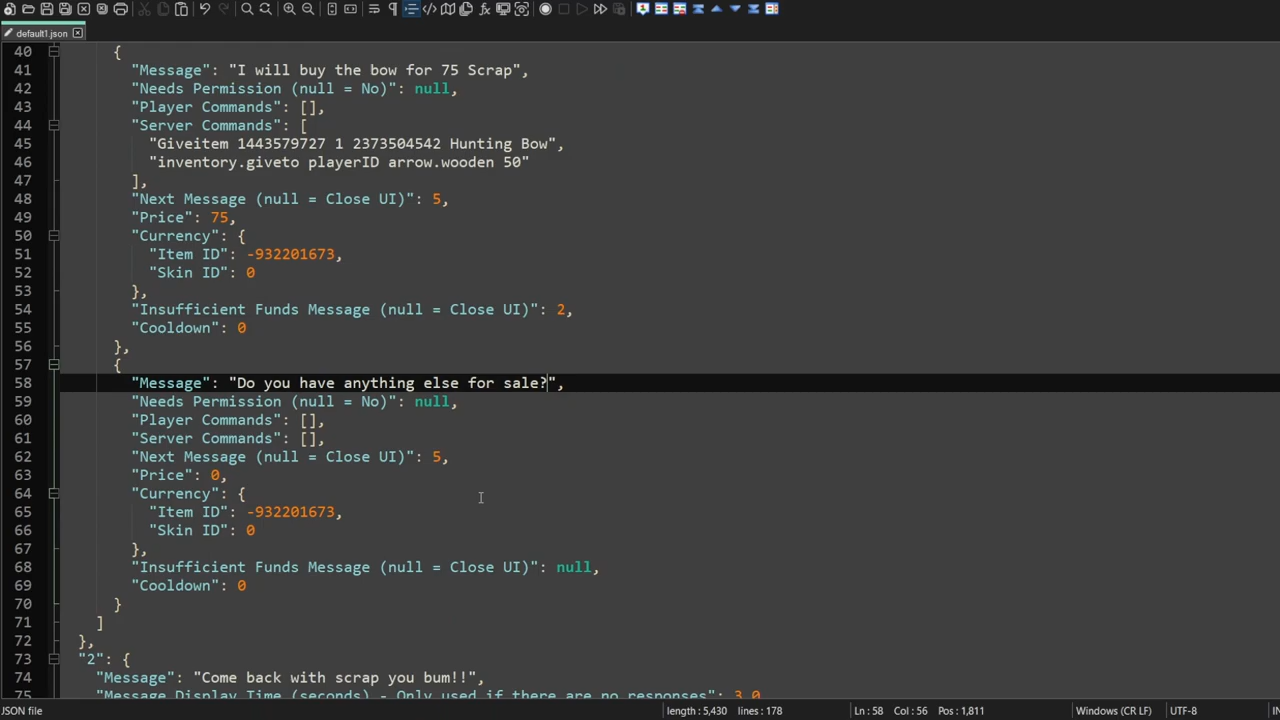 default1.json
40 {
41 "Message": "I will buy the bow for 75 Scrap",
42 "Needs Permission (null = No)": null,
43 "Player Commands": [],
44 "Server Commands": [
45 "Giveitem 1443579727 1 2373504542 Hunting Bow",
46 "inventory.giveto playerID arrow.wooden 50"
47 ],
48 "Next Message (null = Close UI)": 5,
49 "Price": 75,
50 "Currency": {
51 "Item ID": -932201673,
52 "Skin ID": 0
53 },
54 "Insufficient Funds Message (null = Close UI)": 2,
55 "Cooldown": 0
56 },
57 {
58 "Message": "Do you have anything else for sale?",
59 "Needs Permission (null = No)": null,
60 "Player Commands": [],
61 "Server Commands": [],
62 "Next Message (null = Close UI)": 5,
63 "Price": 0,
64 "Currency": {
65 "Item ID": -932201673,
66 "Skin ID": 0
67 },
68 "Insufficient Funds Message (null = Close UI)": null,
69 "Cooldown": 0
70 }
71 ]
72 },
73 "2": {
74 "Message": "Come back with scrap you bum!!",
75 "Message Display Time (seconds) - Only used if there are no responses": 3.0,
JSON file length : 5,430 lines : 178 Ln : 58 Col : 56 Pos : 1,811 Windows (CR LF) UTF-8 IN